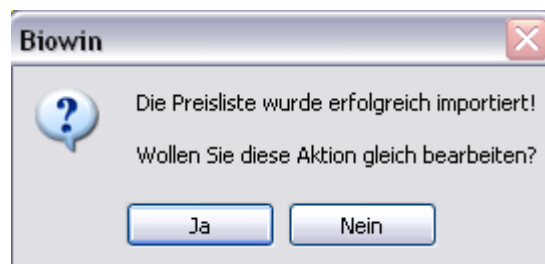 Biowin
Die Preisliste wurde erfolgreich importiert!
Wollen Sie diese Aktion gleich bearbeiten?
Ja
Nein